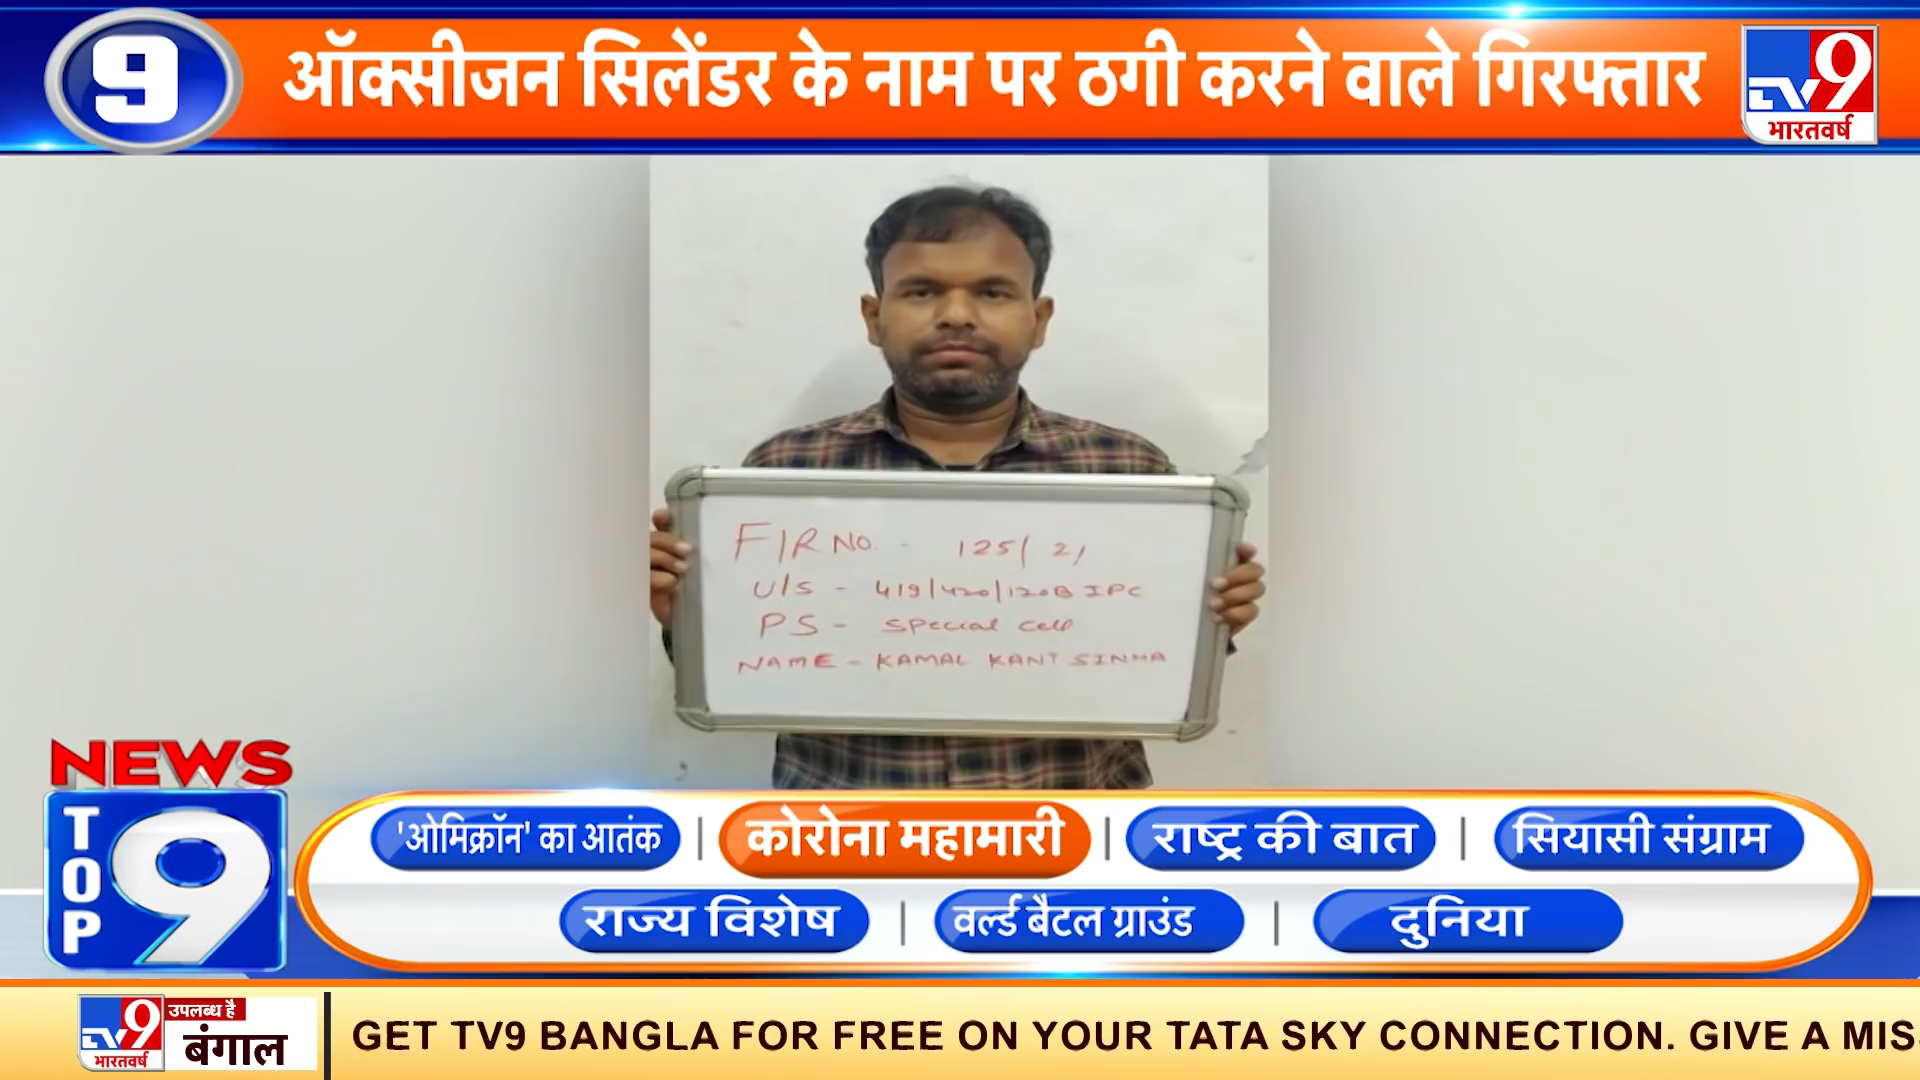 9 ऑक्सीजन सिलेंडर के नाम पर ठगी करने वाले गिरफ्तार
TV9
भारतवर्ष
FIR NO. - 125/21
U/S - 419/420/120B IPC
PS - Special Cell
NAME - KAMAL KANT SINHA
NEWS
TOP 9
'ओमिक्रॉन' का आतंक | कोरोना महामारी | राष्ट्र की बात | सियासी संग्राम
राज्य विशेष | वर्ल्ड बैटल ग्राउंड | दुनिया
TV9 भारतवर्ष
उपलब्ध है
बंगाल
GET TV9 BANGLA FOR FREE ON YOUR TATA SKY CONNECTION. GIVE A MIS